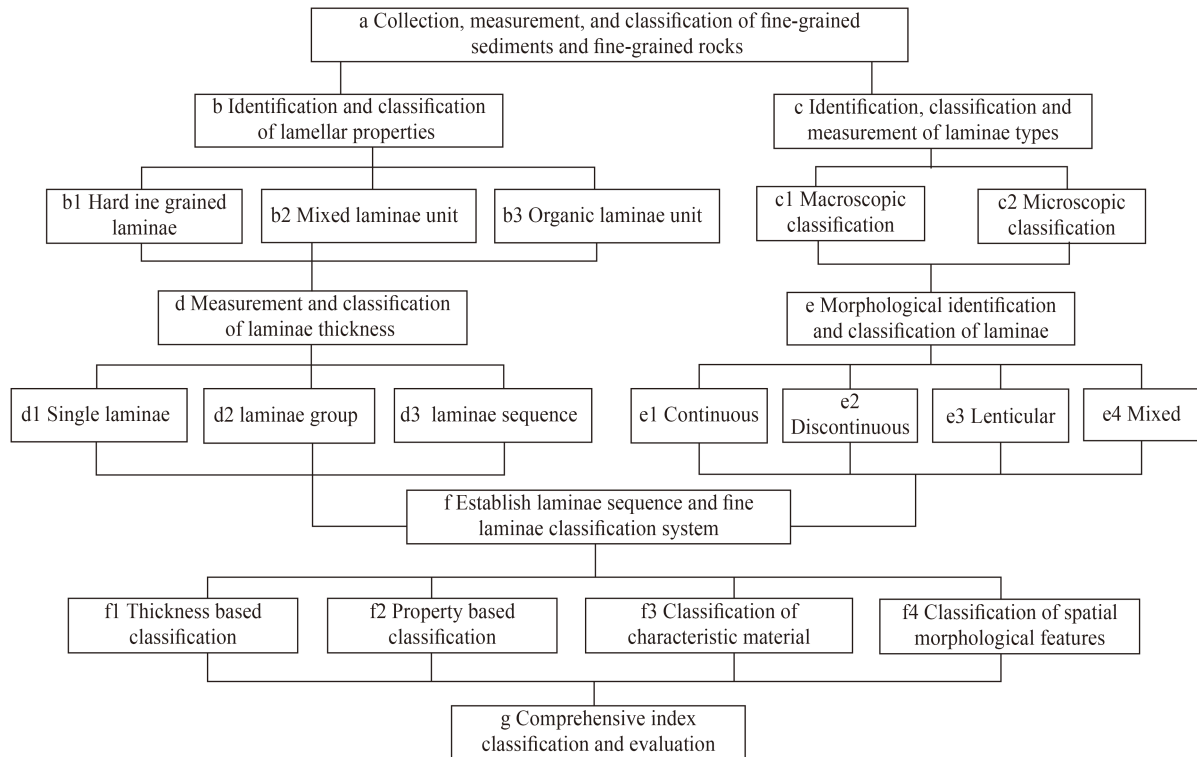 a Collection, measurement, and classification of fine-grained
sediments and fine-grained rocks
b Identification and classification
of lamellar properties
c Identification, classification and
measurement of laminae types
b1 Hard ine grained
laminae
b2 Mixed laminae unit
b3 Organic laminae unit
c1 Macroscopic
classification
c2 Microscopic
classification
d Measurement and classification
of laminae thickness
e Morphological identification
and classification of laminae
d1 Single laminae
d2 laminae group
d3 laminae sequence
e1 Continuous
e2
Discontinuous
e3 Lenticular
e4 Mixed
f Establish laminae sequence and fine
laminae classification system
f1 Thickness based
classification
f2 Property based
classification
f3 Classification of
characteristic material
f4 Classification of spatial
morphological features
g Comprehensive index
classification and evaluation